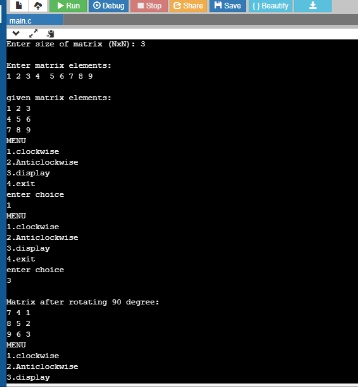 Run Debug Stop Share Save { } Beautify
main.c
Enter size of matrix (NxN): 3
Enter matrix elements:
1 2 3 4  5 6 7 8 9
given matrix elements:
1 2 3
4 5 6
7 8 9
MENU
1.clockwise
2.Anticlockwise
3.display
4.exit
enter choice
1
MENU
1.clockwise
2.Anticlockwise
3.display
4.exit
enter choice
3
Matrix after rotating 90 degree:
7 4 1
8 5 2
9 6 3
MENU
1.clockwise
2.Anticlockwise
3.display